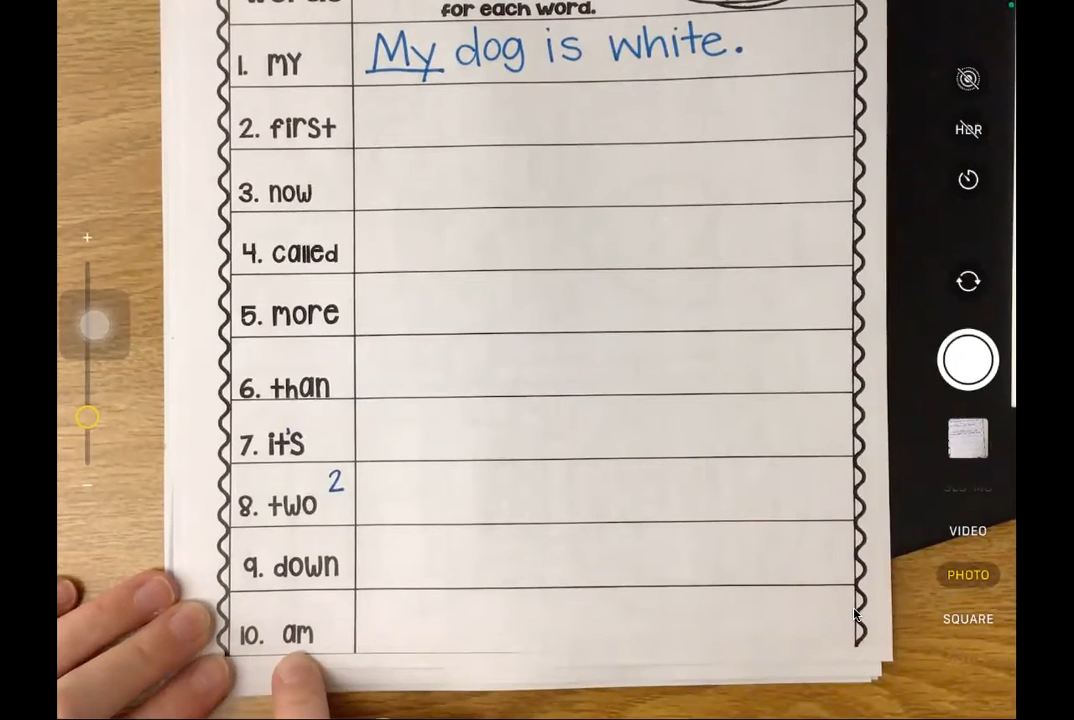 for each word.
1. my My dog is white.
2. first
3. now
4. called
5. more
6. than
7. it's
8. two 2
9. down
10. am
HDR
VIDEO
PHOTO
SQUARE